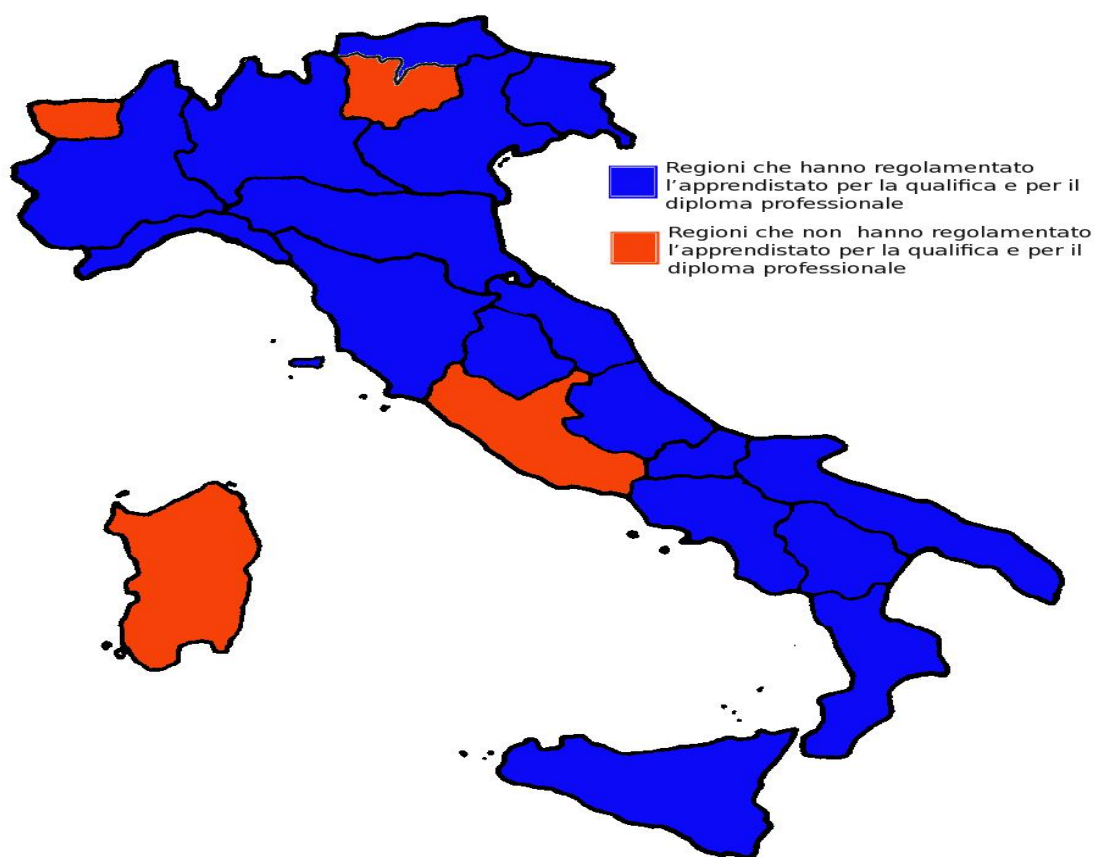 Regioni che hanno regolamentato
l'apprendistato per la qualifica e per il
diploma professionale
Regioni che non hanno regolamentato
l'apprendistato per la qualifica e per il
diploma professionale